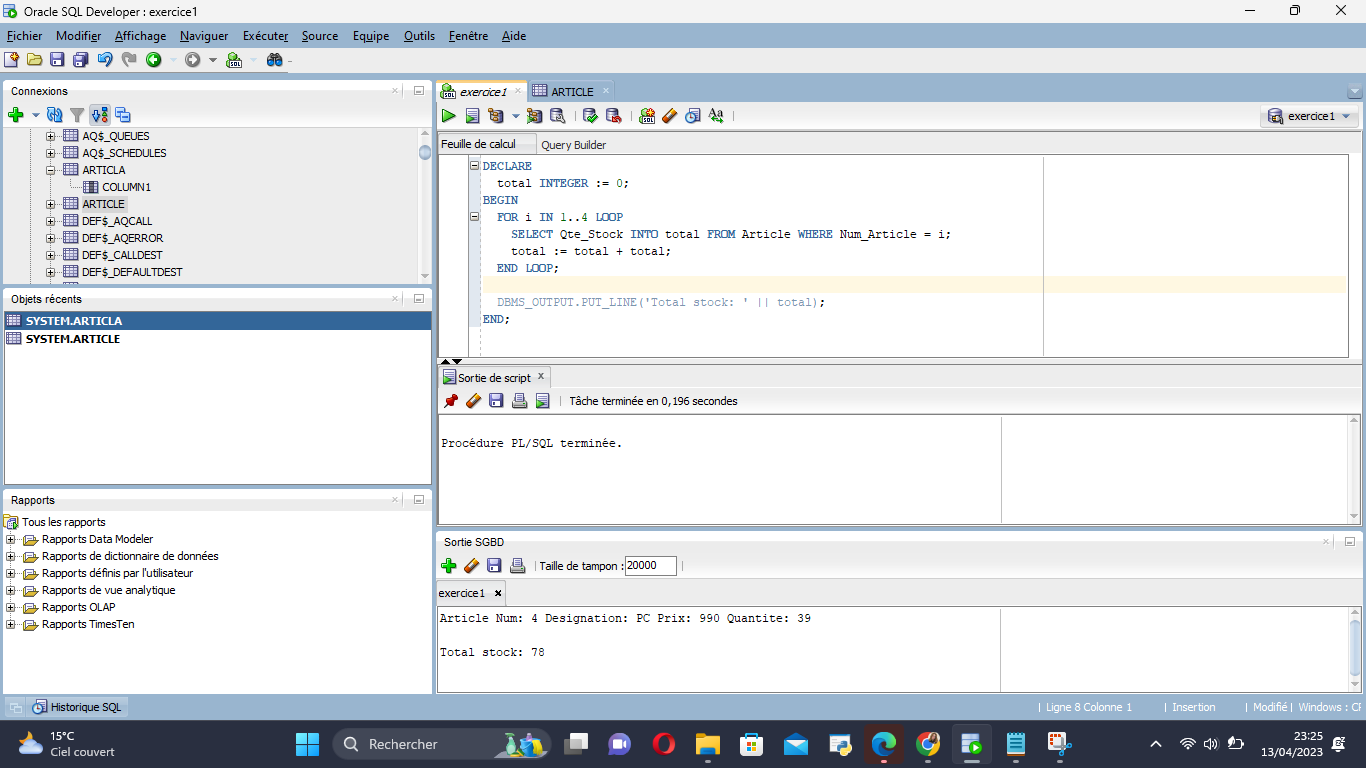 Oracle SQL Developer : exercice1
Fichier Modifier Affichage Naviguer Exécuter Source Equipe Outils Fenêtre Aide
Connexions
AQ$_QUEUES
AQ$_SCHEDULES
ARTICLA
COLUMN1
ARTICLE
DEF$_AQCALL
DEF$_AQERROR
DEF$_CALLDEST
DEF$_DEFAULTDEST
Objets récents
SYSTEM.ARTICLA
SYSTEM.ARTICLE
Rapports
Tous les rapports
Rapports Data Modeler
Rapports de dictionnaire de données
Rapports définis par l'utilisateur
Rapports de vue analytique
Rapports OLAP
Rapports TimesTen
exercice1 ARTICLE
exercice1
Feuille de calcul Query Builder
DECLARE
total INTEGER := 0;
BEGIN
FOR i IN 1..4 LOOP
SELECT Qte_Stock INTO total FROM Article WHERE Num_Article = i;
total := total + total;
END LOOP;
DBMS_OUTPUT.PUT_LINE('Total stock: ' || total);
END;
Sortie de script
Tâche terminée en 0,196 secondes
Procédure PL/SQL terminée.
Sortie SGBD
Taille de tampon : 20000
exercice1
Article Num: 4 Designation: PC Prix: 990 Quantite: 39
Total stock: 78
Historique SQL
Ligne 8 Colonne 1 Insertion Modifié Windows : CR
15°C
Ciel couvert
Rechercher
23:25
13/04/2023